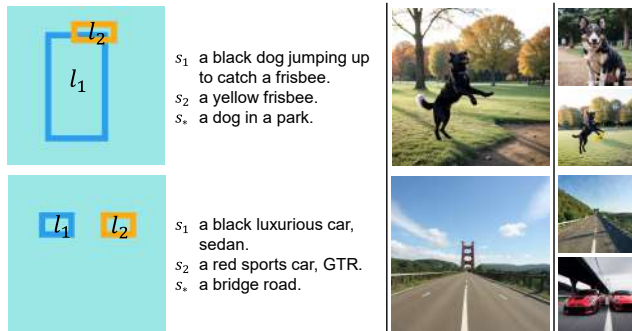 l₂
l₁
s₁ a black dog jumping up
to catch a frisbee.
s₂ a yellow frisbee.
s* a dog in a park.
l₁ l₂
s₁ a black luxurious car,
sedan.
s₂ a red sports car, GTR.
s* a bridge road.